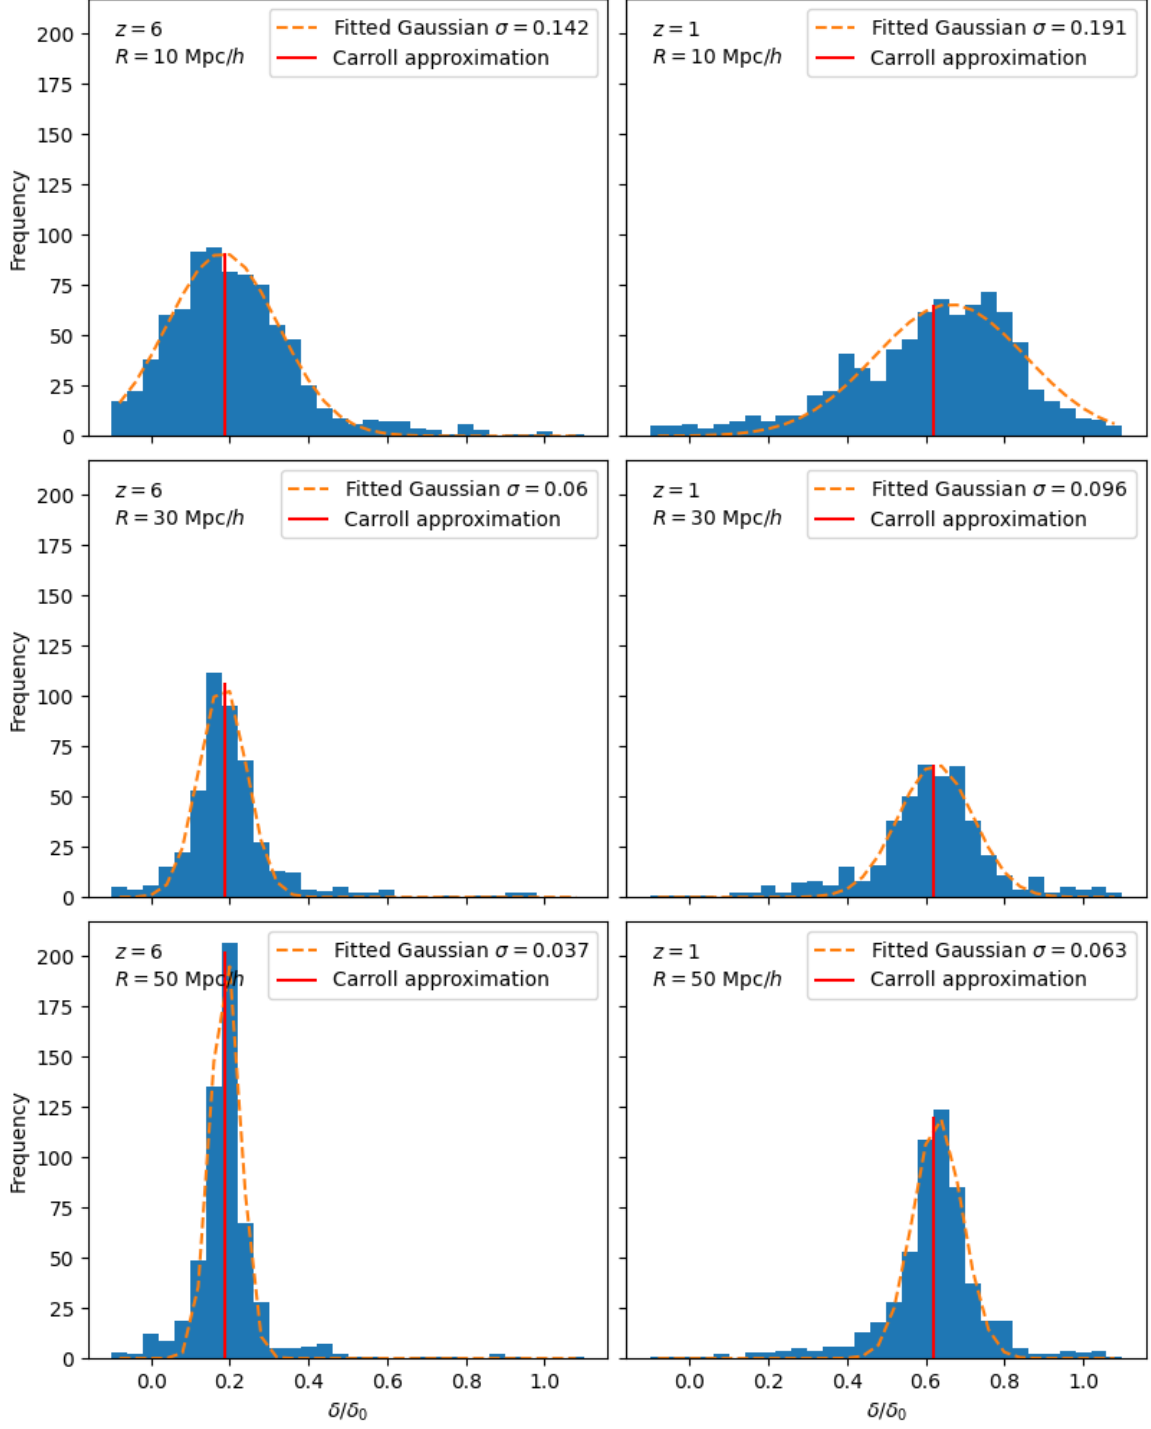 z = 6
R = 10 Mpc/h
Fitted Gaussian σ = 0.142
Carroll approximation
200
175
150
125
100
75
50
25
0
Frequency
z = 1
R = 10 Mpc/h
Fitted Gaussian σ = 0.191
Carroll approximation
z = 6
R = 30 Mpc/h
Fitted Gaussian σ = 0.06
Carroll approximation
200
175
150
125
100
75
50
25
0
Frequency
z = 1
R = 30 Mpc/h
Fitted Gaussian σ = 0.096
Carroll approximation
z = 6
R = 50 Mpc/h
Fitted Gaussian σ = 0.037
Carroll approximation
200
175
150
125
100
75
50
25
0
Frequency
0.0 0.2 0.4 0.6 0.8 1.0
δ/δ₀
z = 1
R = 50 Mpc/h
Fitted Gaussian σ = 0.063
Carroll approximation
0.0 0.2 0.4 0.6 0.8 1.0
δ/δ₀